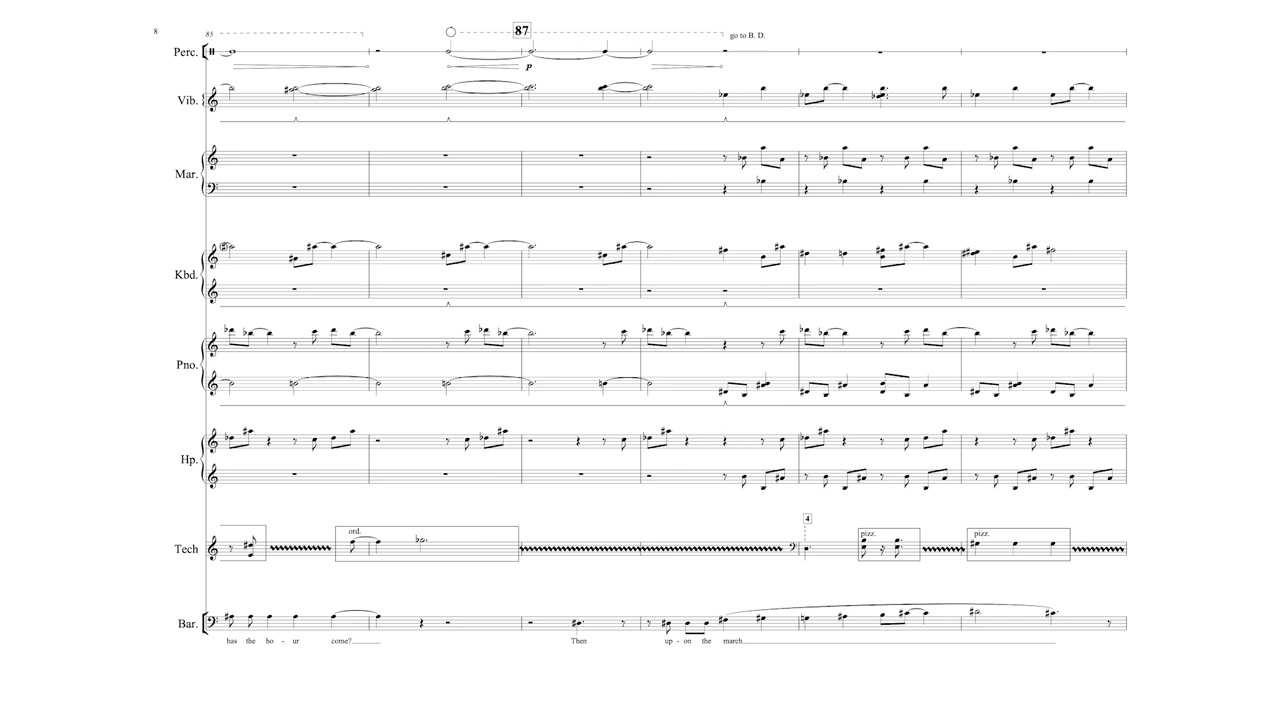 8
85
87
go to B. D.
Perc.
p
Vib.
Mar.
Kbd.
Pno.
Hp.
4
ord.
pizz.
pizz.
Tech
Bar.
has the ho - ur come? Then up - on the march